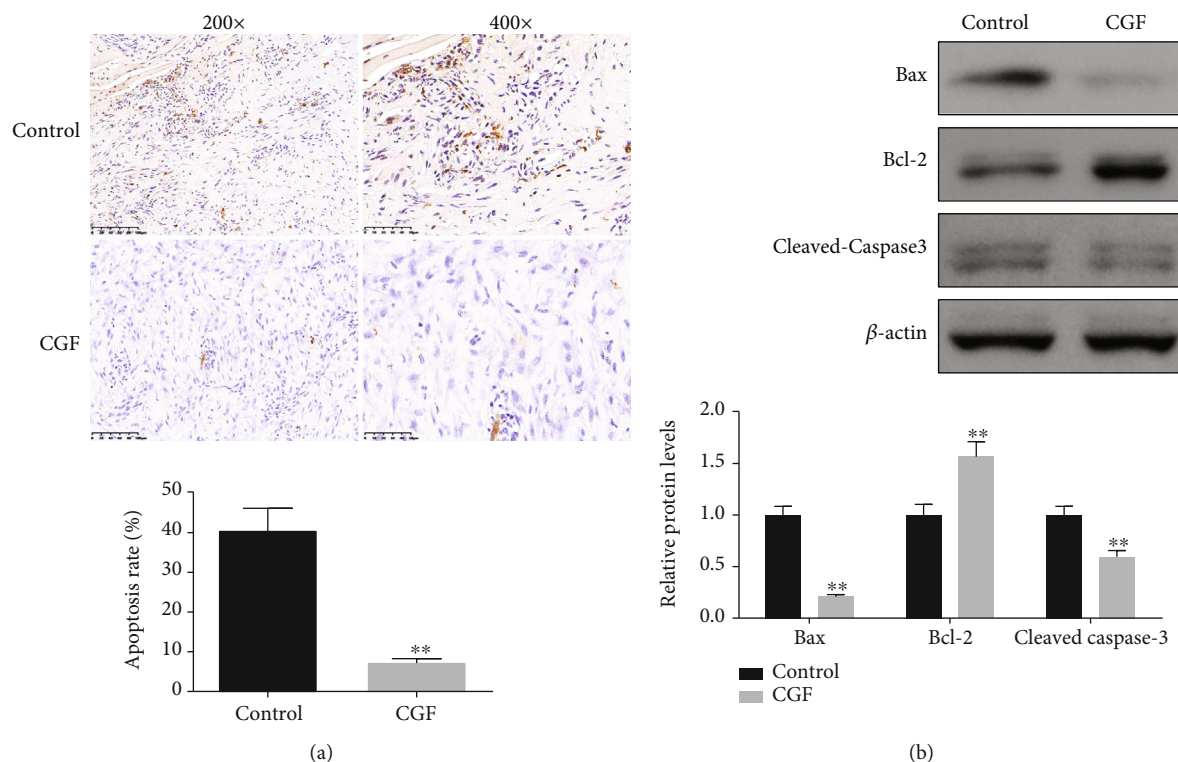 200×
400×
Control
CGF
50
40
30
20
10
0
Apoptosis rate (%)
**
Control
CGF
(a)
Control
CGF
Bax
Bcl-2
Cleaved-Caspase3
β-actin
2.0
1.5
1.0
0.5
0.0
Relative protein levels
**
**
**
Bax
Bcl-2
Cleaved caspase-3
Control
CGF
(b)